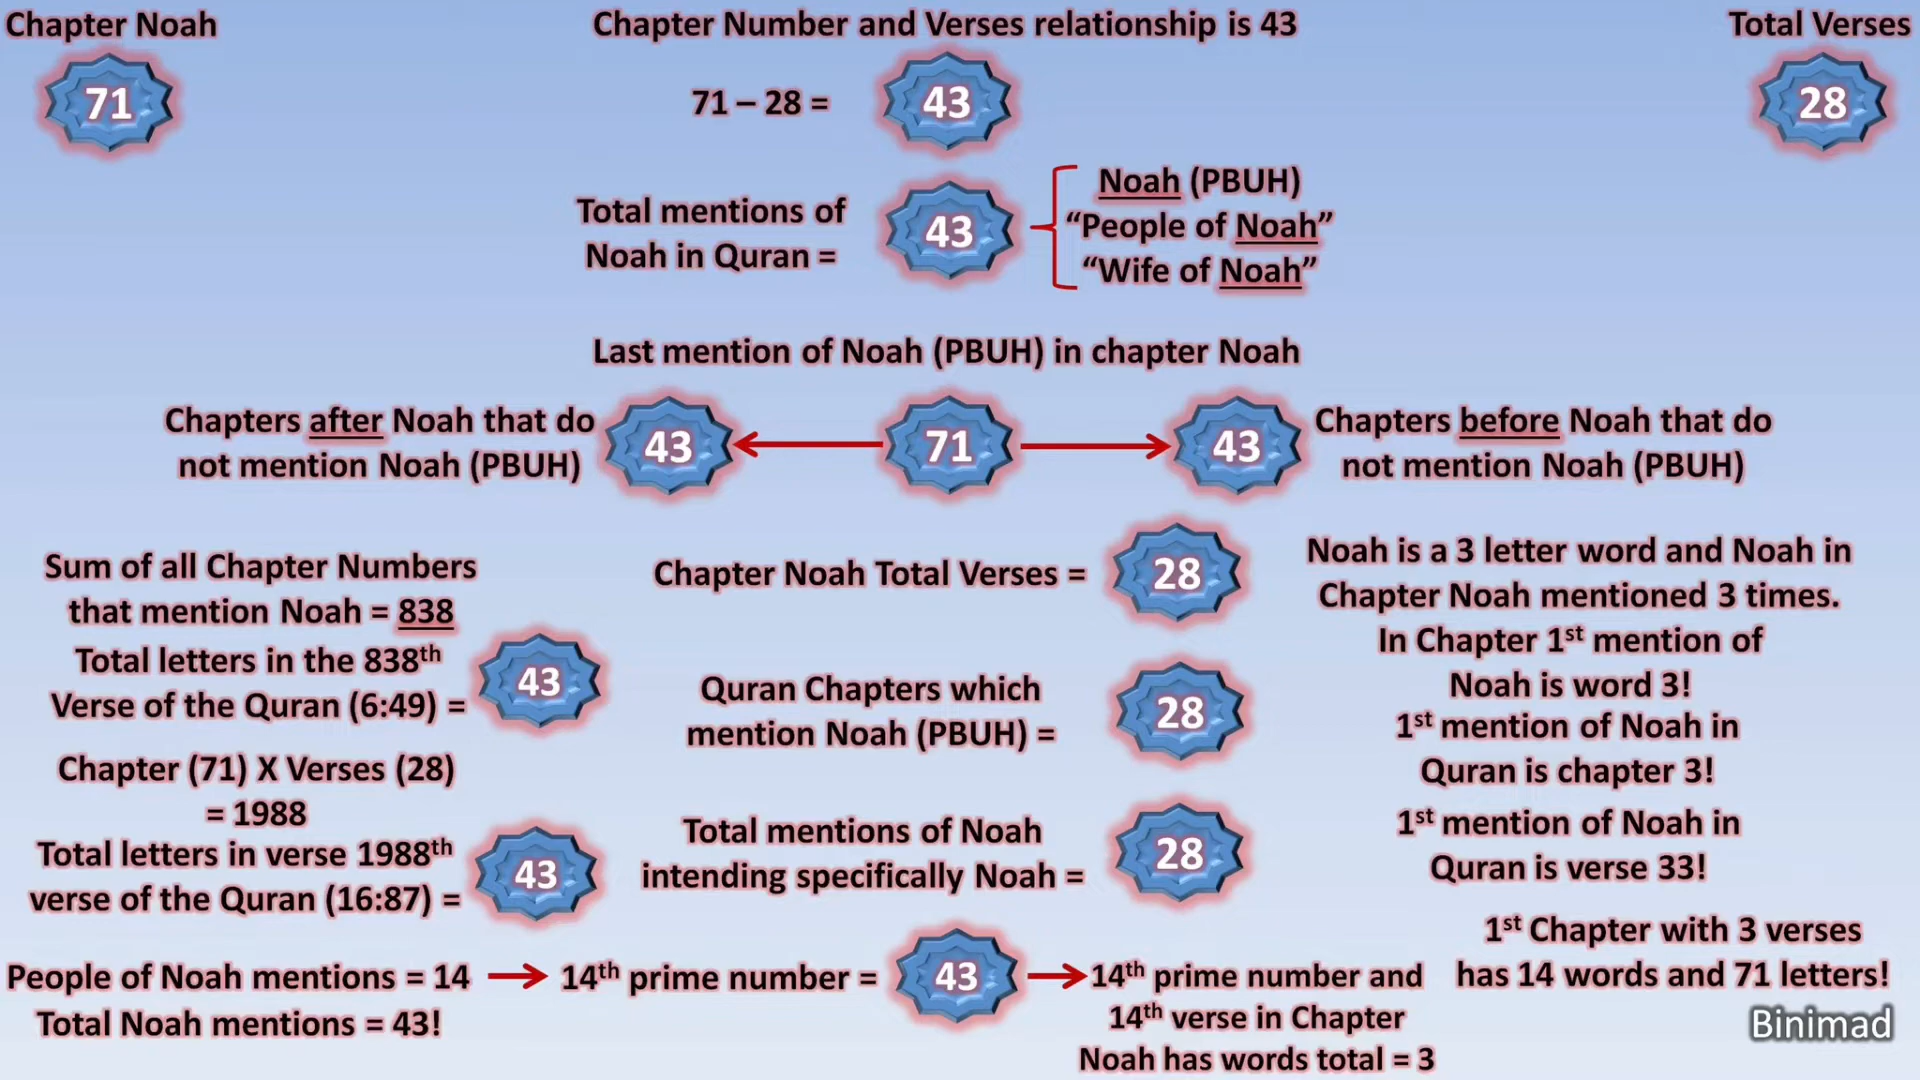 Chapter Noah
Chapter Number and Verses relationship is 43
Total Verses
71
71 – 28 =
43
28
Total mentions of
Noah in Quran =
43
Noah (PBUH)
“People of Noah”
“Wife of Noah”
Last mention of Noah (PBUH) in chapter Noah
Chapters after Noah that do
not mention Noah (PBUH)
43
71
43
Chapters before Noah that do
not mention Noah (PBUH)
Sum of all Chapter Numbers
that mention Noah = 838
Total letters in the 838th
Verse of the Quran (6:49) =
43
Chapter (71) X Verses (28)
= 1988
Total letters in verse 1988th
verse of the Quran (16:87) =
43
Chapter Noah Total Verses =
28
Quran Chapters which
mention Noah (PBUH) =
28
Total mentions of Noah
intending specifically Noah =
28
Noah is a 3 letter word and Noah in
Chapter Noah mentioned 3 times.
In Chapter 1st mention of
Noah is word 3!
1st mention of Noah in
Quran is chapter 3!
1st mention of Noah in
Quran is verse 33!
1st Chapter with 3 verses
has 14 words and 71 letters!
People of Noah mentions = 14
Total Noah mentions = 43!
14th prime number =
43
14th prime number and
14th verse in Chapter
Noah has words total = 3
Binimad